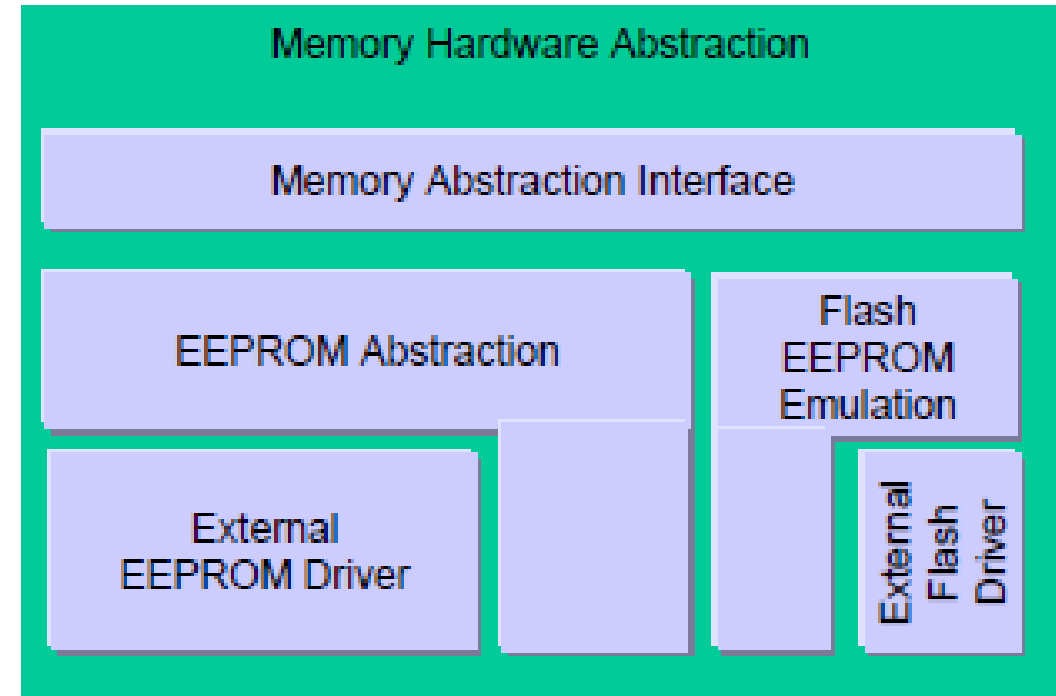 Memory Hardware Abstraction
Memory Abstraction Interface
EEPROM Abstraction
Flash
EEPROM
Emulation
External
EEPROM Driver
External
Flash
Driver